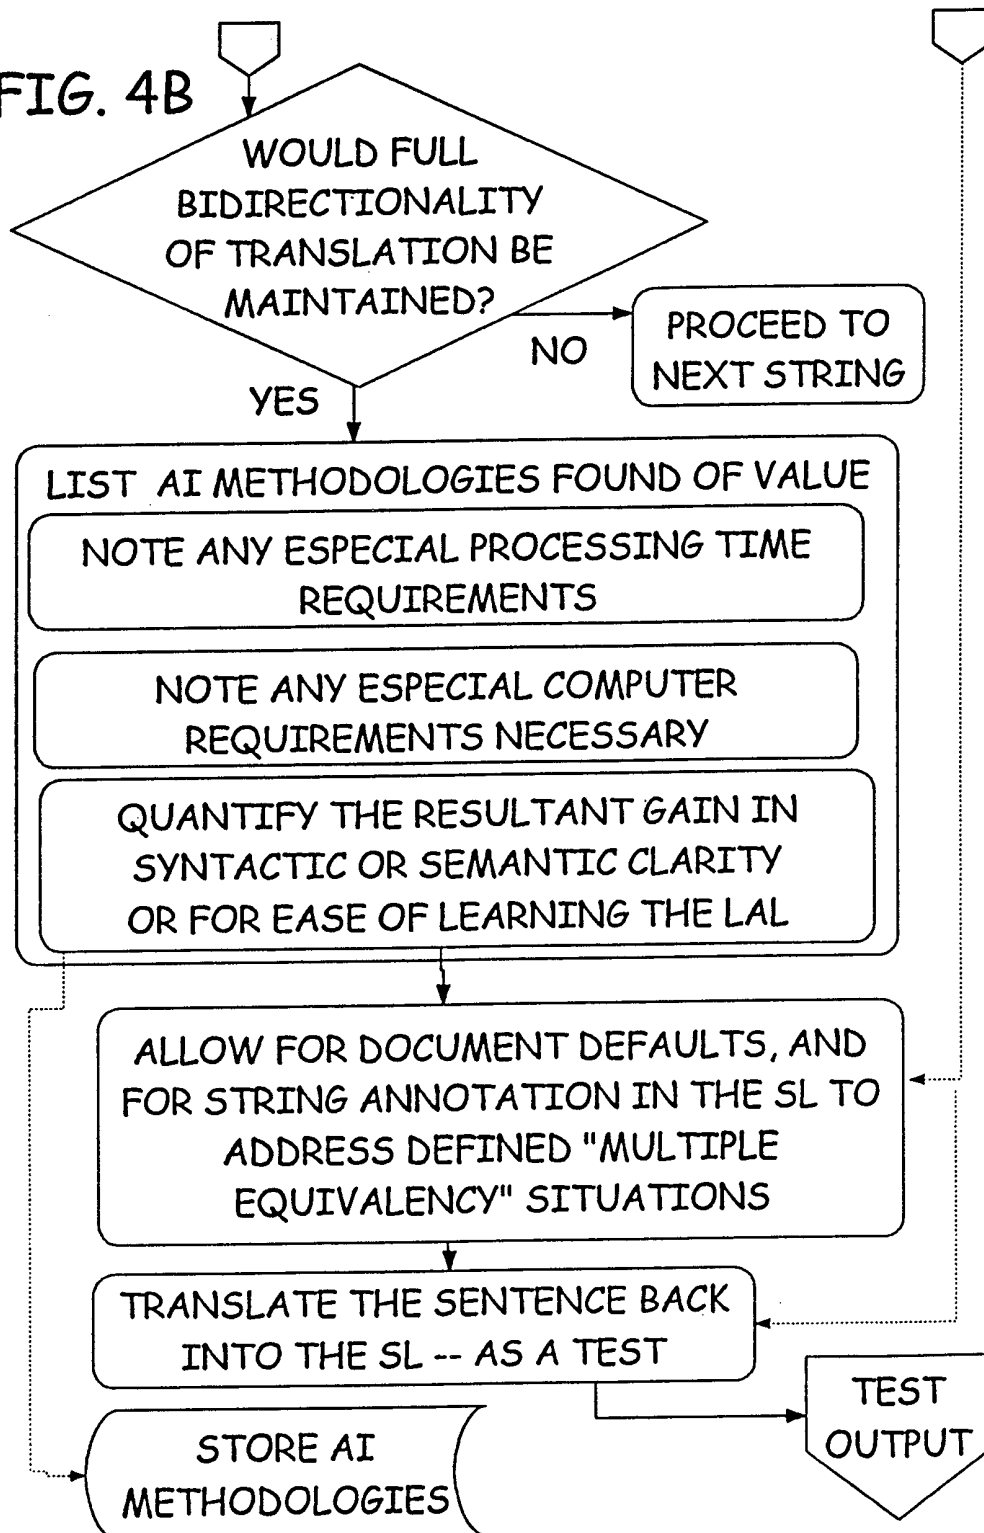 FIG. 4B
WOULD FULL
BIDIRECTIONALITY
OF TRANSLATION BE
MAINTAINED?
NO
PROCEED TO
NEXT STRING
YES
LIST AI METHODOLOGIES FOUND OF VALUE
NOTE ANY ESPECIAL PROCESSING TIME
REQUIREMENTS
NOTE ANY ESPECIAL COMPUTER
REQUIREMENTS NECESSARY
QUANTIFY THE RESULTANT GAIN IN
SYNTACTIC OR SEMANTIC CLARITY
OR FOR EASE OF LEARNING THE LAL
ALLOW FOR DOCUMENT DEFAULTS, AND
FOR STRING ANNOTATION IN THE SL TO
ADDRESS DEFINED "MULTIPLE
EQUIVALENCY" SITUATIONS
TRANSLATE THE SENTENCE BACK
INTO THE SL -- AS A TEST
TEST
OUTPUT
STORE AI
METHODOLOGIES